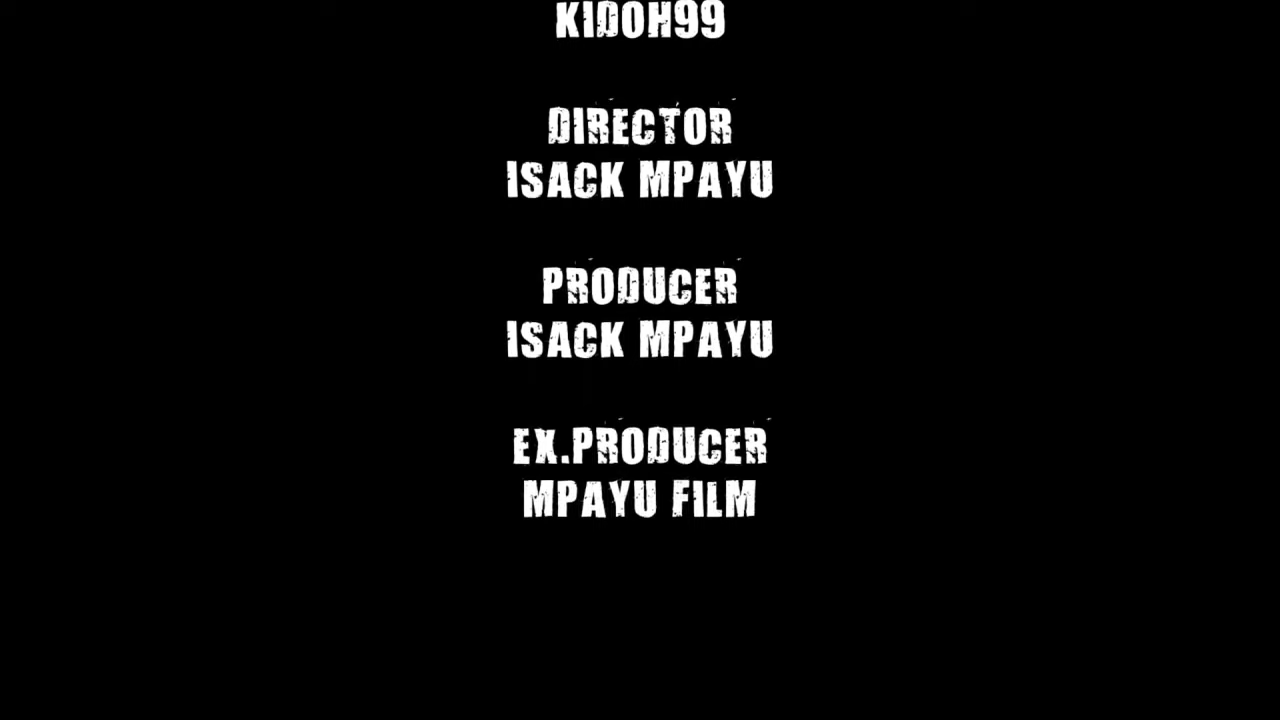 KIDOH99
DIRECTOR
ISACK MPAYU
PRODUCER
ISACK MPAYU
EX.PRODUCER
MPAYU FILM